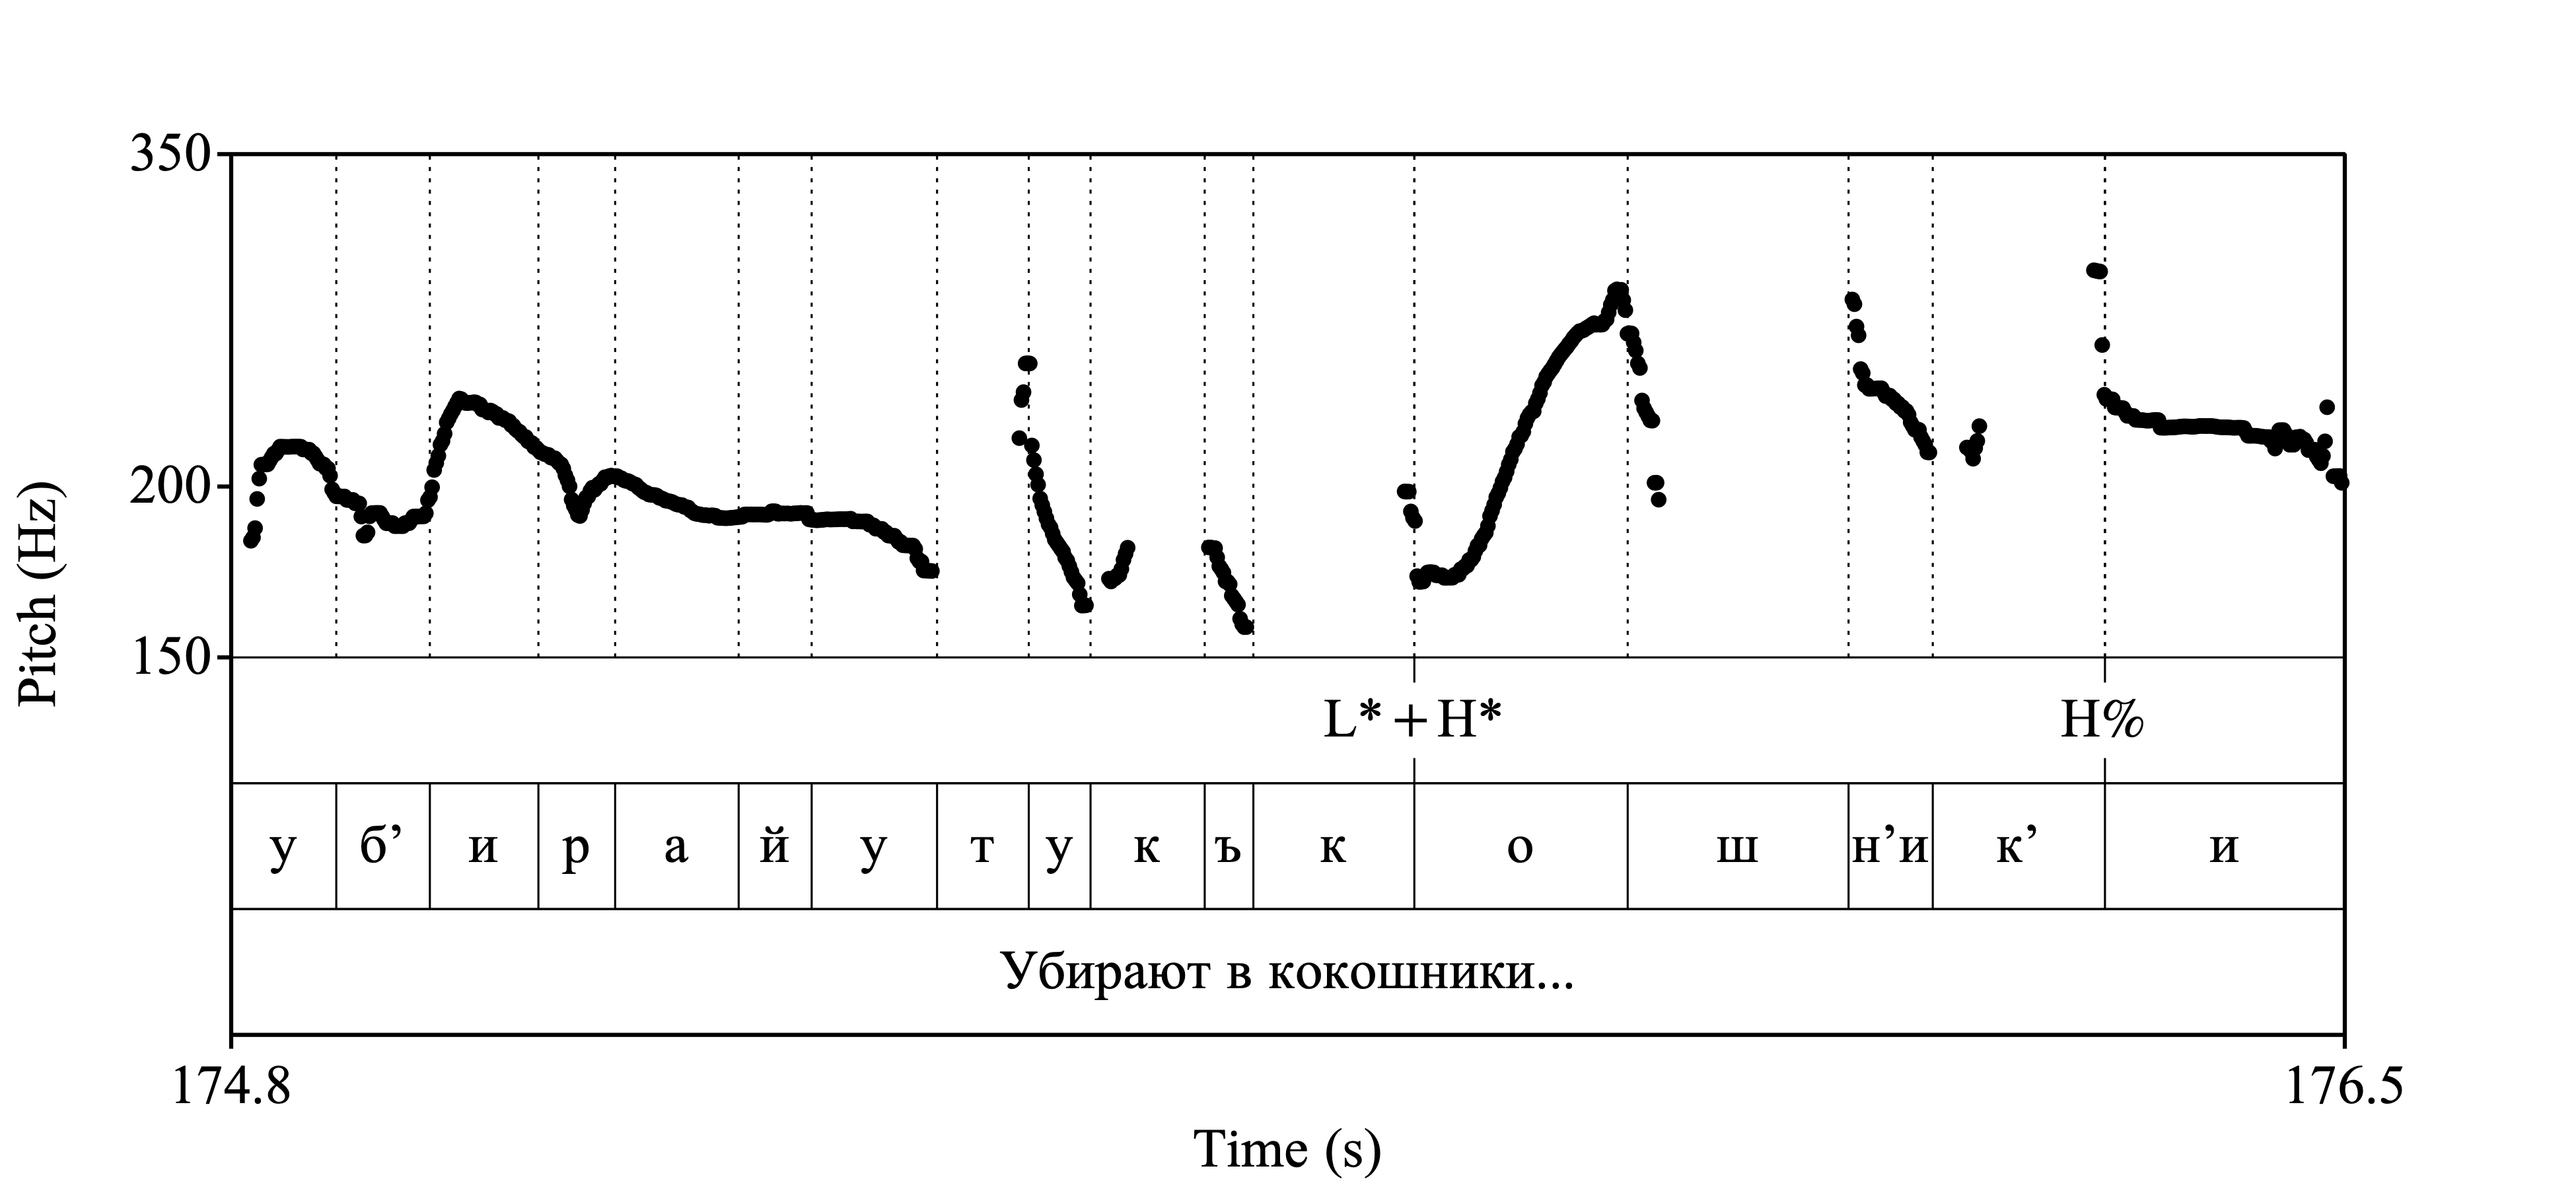 350
200
150
Pitch (Hz)
L*+H* H%
у б’ и р а й у т у к ъ к о ш н’и к’ и
Убирают в кокошники...
174.8 176.5
Time (s)